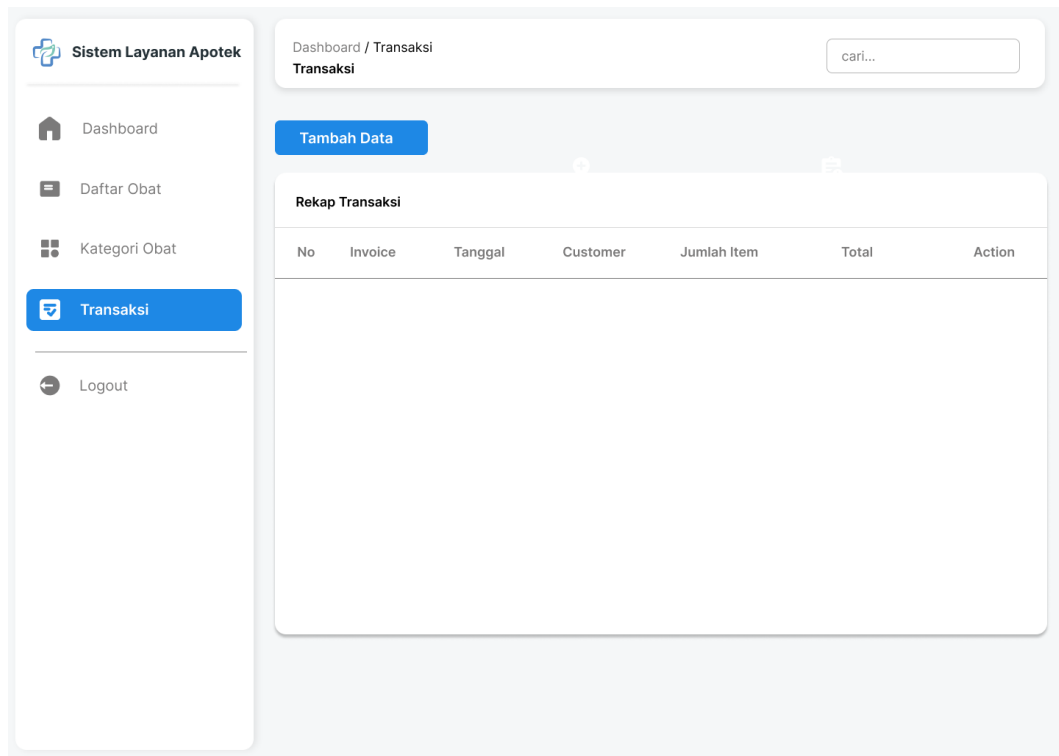 Sistem Layanan Apotek
Dashboard
Daftar Obat
Kategori Obat
Transaksi
Logout
Dashboard / Transaksi
Transaksi
cari...
Tambah Data
Rekap Transaksi
No Invoice Tanggal Customer Jumlah Item Total Action